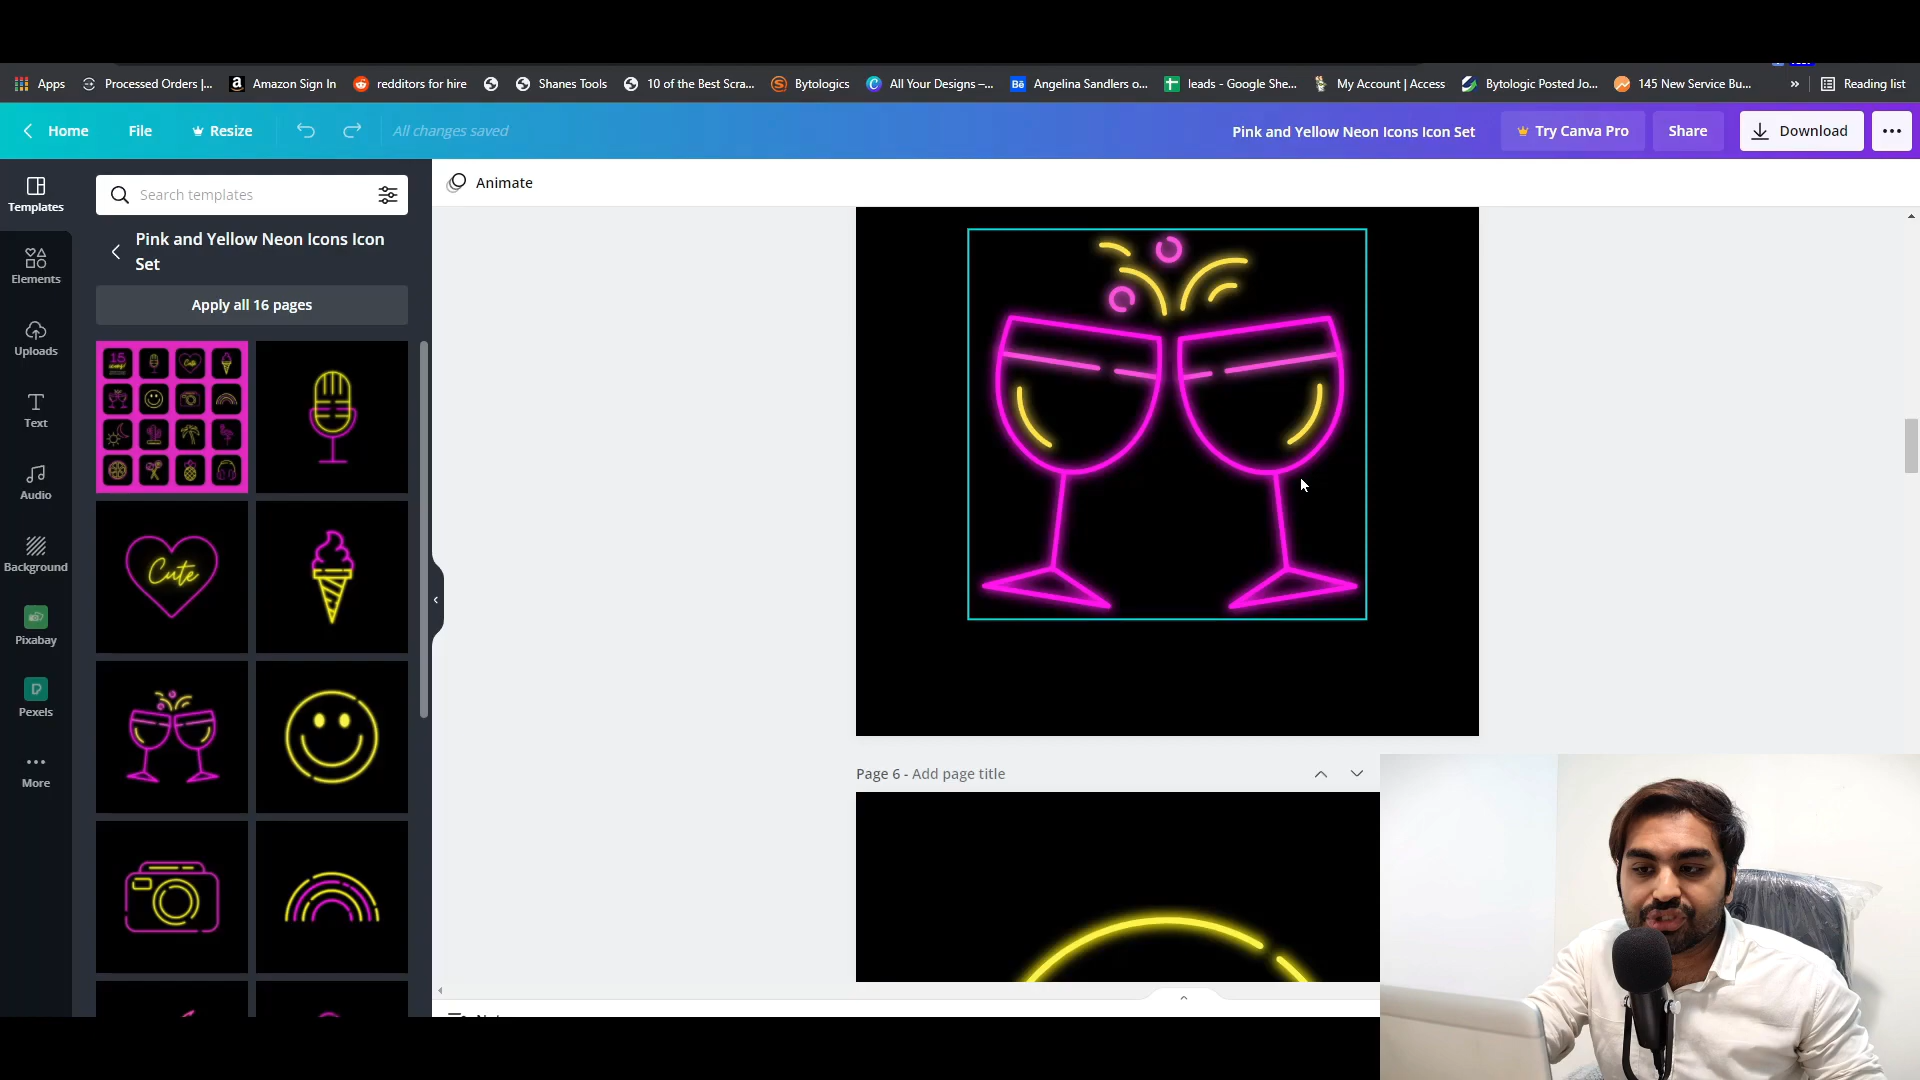 Apps
Processed Orders |...
Amazon Sign In
redditors for hire
Shanes Tools
10 of the Best Scra...
Bytologics
All Your Designs –...
Bē
Angelina Sandlers o...
leads - Google She...
My Account | Access
Bytologic Posted Jo...
145 New Service Bu...
»
Reading list
Home
File
Resize
All changes saved
Pink and Yellow Neon Icons Icon Set
Try Canva Pro
Share
Download
Templates
Search templates
Animate
Pink and Yellow Neon Icons Icon
Set
Apply all 16 pages
Elements
Uploads
Text
Audio
Background
Pixabay
Pexels
More
15
Cute
Cute
Page 6 - Add page title